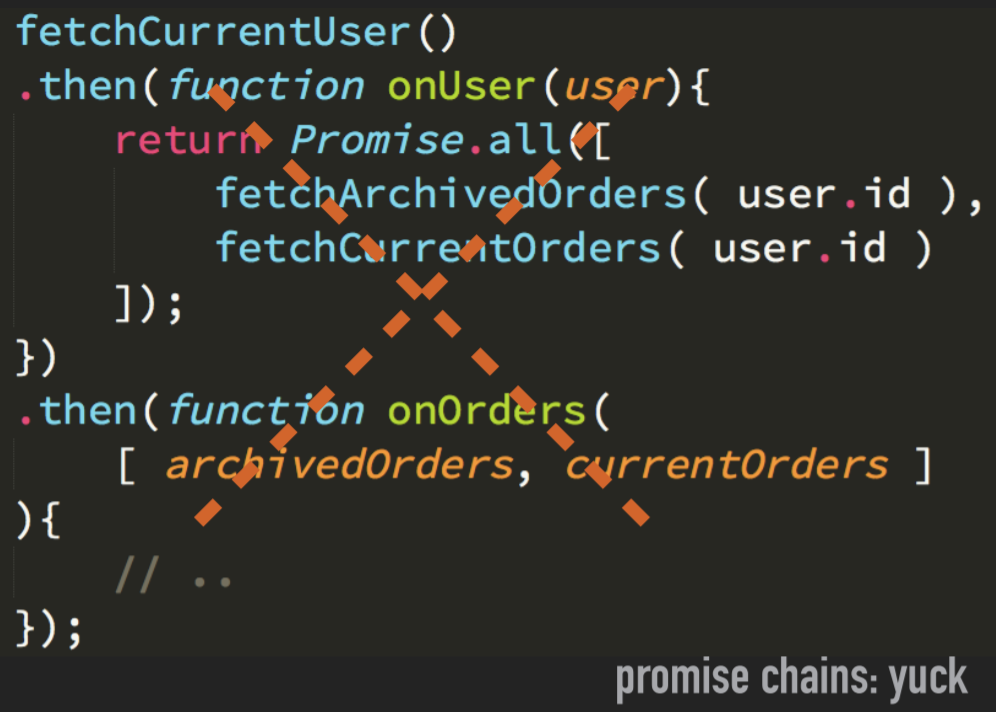 fetchCurrentUser()
.then(function onUser(user){
return Promise.all([
fetchArchivedOrders( user.id ),
fetchCurrentOrders( user.id )
]);
})
.then(function onOrders(
[ archivedOrders, currentOrders ]
){
// ..
});
promise chains: yuck